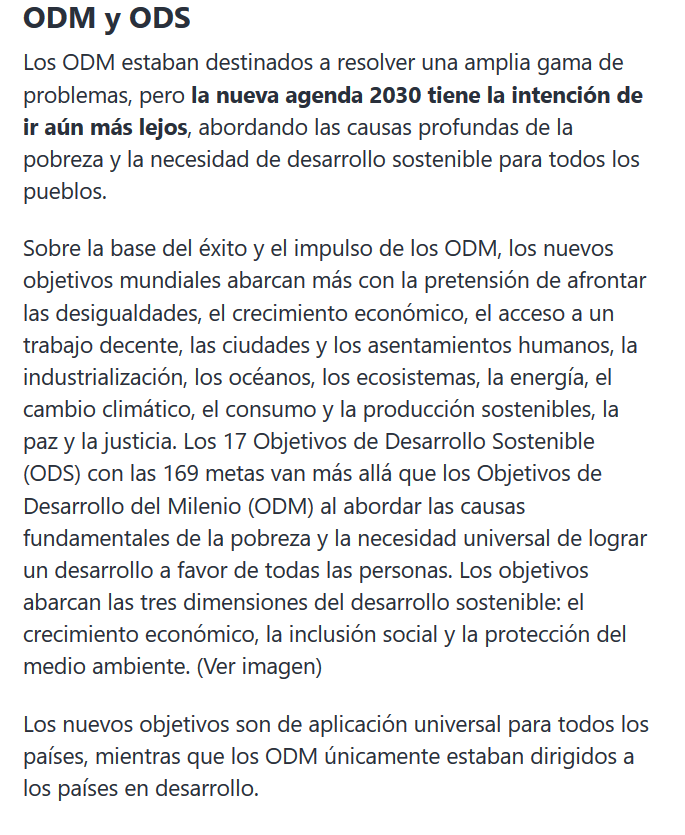 ODM y ODS
Los ODM estaban destinados a resolver una amplia gama de
problemas, pero la nueva agenda 2030 tiene la intención de
ir aún más lejos, abordando las causas profundas de la
pobreza y la necesidad de desarrollo sostenible para todos los
pueblos.
Sobre la base del éxito y el impulso de los ODM, los nuevos
objetivos mundiales abarcan más con la pretensión de afrontar
las desigualdades, el crecimiento económico, el acceso a un
trabajo decente, las ciudades y los asentamientos humanos, la
industrialización, los océanos, los ecosistemas, la energía, el
cambio climático, el consumo y la producción sostenibles, la
paz y la justicia. Los 17 Objetivos de Desarrollo Sostenible
(ODS) con las 169 metas van más allá que los Objetivos de
Desarrollo del Milenio (ODM) al abordar las causas
fundamentales de la pobreza y la necesidad universal de lograr
un desarrollo a favor de todas las personas. Los objetivos
abarcan las tres dimensiones del desarrollo sostenible: el
crecimiento económico, la inclusión social y la protección del
medio ambiente. (Ver imagen)
Los nuevos objetivos son de aplicación universal para todos los
países, mientras que los ODM únicamente estaban dirigidos a
los países en desarrollo.